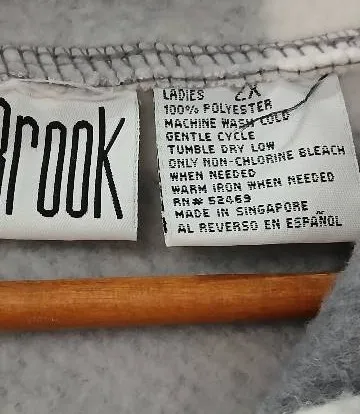 Brook
LADIES 2X
100% POLYESTER
MACHINE WASH COLD
GENTLE CYCLE
TUMBLE DRY LOW
ONLY NON-CHLORINE BLEACH
WHEN NEEDED
WARM IRON WHEN NEEDED
RN# 52469
MADE IN SINGAPORE
AL REVERSO EN ESPAÑOL